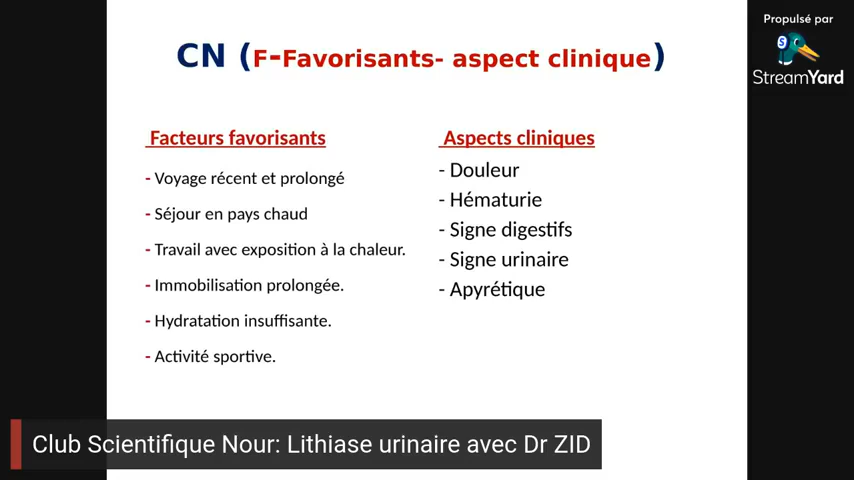 CN (F-Favorisants- aspect clinique)
Facteurs favorisants
- Voyage récent et prolongé
- Séjour en pays chaud
- Travail avec exposition à la chaleur.
- Immobilisation prolongée.
- Hydratation insuffisante.
- Activité sportive.
Aspects cliniques
- Douleur
- Hématurie
- Signe digestifs
- Signe urinaire
- Apyrétique
Propulsé par
S
StreamYard
Club Scientifique Nour: Lithiase urinaire avec Dr ZID